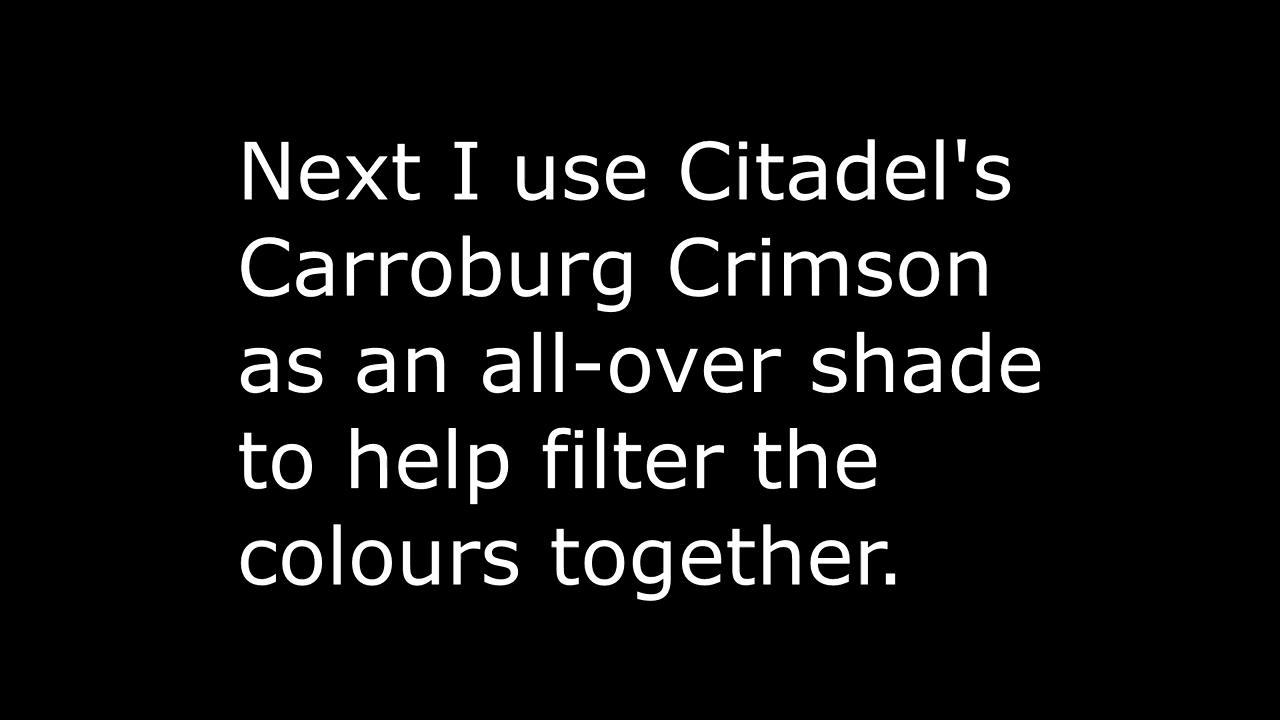 Next I use Citadel's
Carroburg Crimson
as an all-over shade
to help filter the
colours together.